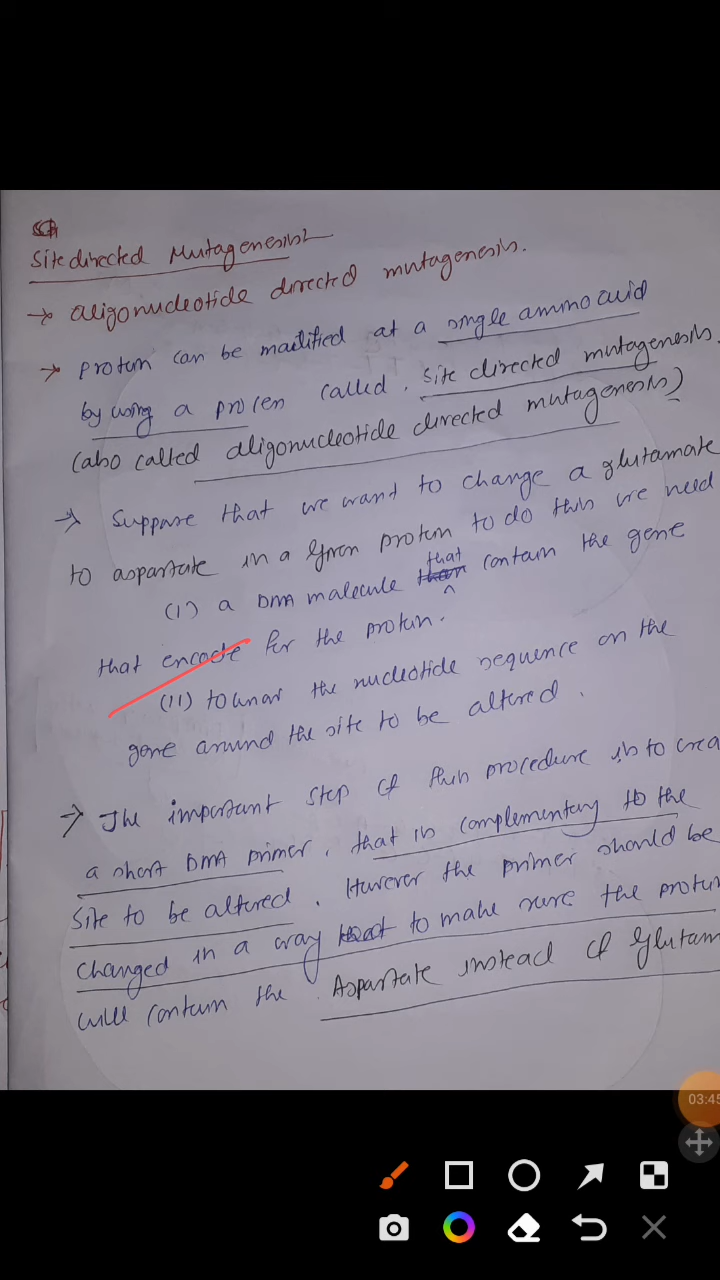 Site directed Mutagenesis
→ aligonucleotide directed mutagenesis.
→ protein can be modified at a single amino acid
by using a process called. site directed mutagenesis.
(also called aligonucleotide directed mutagenesis)
→ Suppose that we want to change a glutamate
to aspartate in a given protein to do this we need
(i) a DNA malecule that contain the gene
that encode for the protein.
(ii) to know the nucleotide sequence on the
gene around the site to be altered.
→ The important step of this procedure is to crea
a short DNA primer, that is complementary to the
site to be altered. However the primer should be
changed in a way to make sure the protein
will contain the Aspartate instead of glutam
03:45